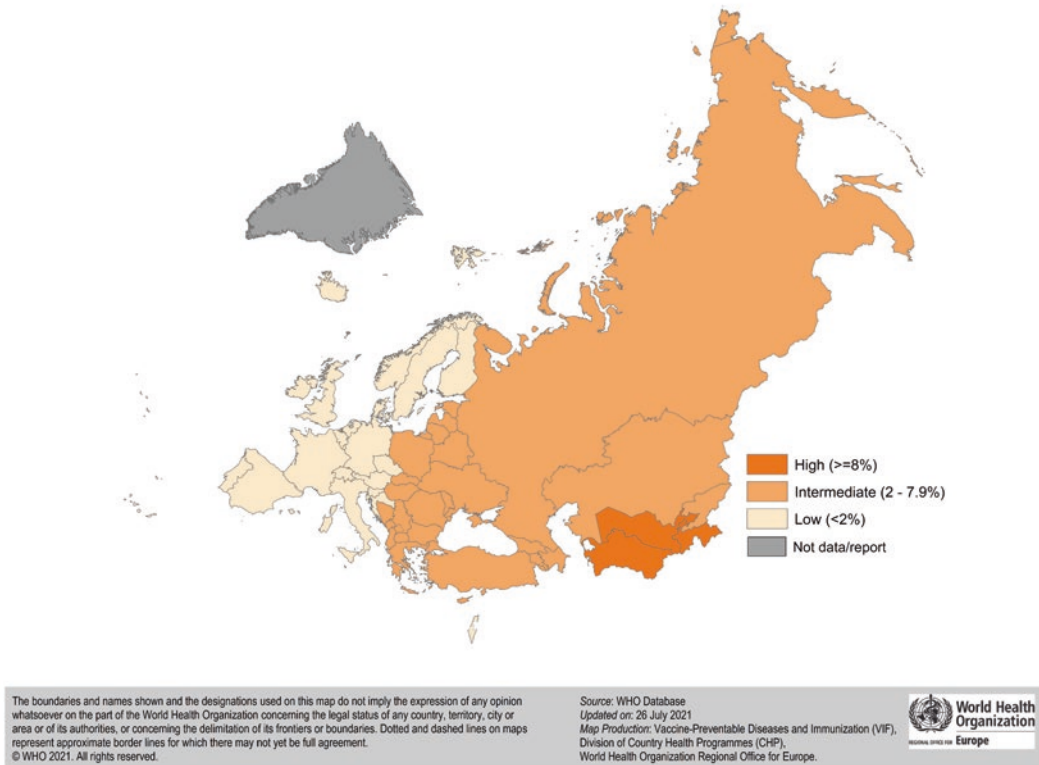 High (>=8%)
Intermediate (2 - 7.9%)
Low (<2%)
Not data/report
The boundaries and names shown and the designations used on this map do not imply the expression of any opinion
whatsoever on the part of the World Health Organization concerning the legal status of any country, territory, city or
area or of its authorities, or concerning the delimitation of its frontiers or boundaries. Dotted and dashed lines on maps
represent approximate border lines for which there may not yet be full agreement.
© WHO 2021. All rights reserved.
Source: WHO Database
Updated on: 26 July 2021
Map Production: Vaccine-Preventable Diseases and Immunization (VIF),
Division of Country Health Programmes (CHP),
World Health Organization Regional Office for Europe.
World Health
Organization
REGIONAL OFFICE FOR Europe